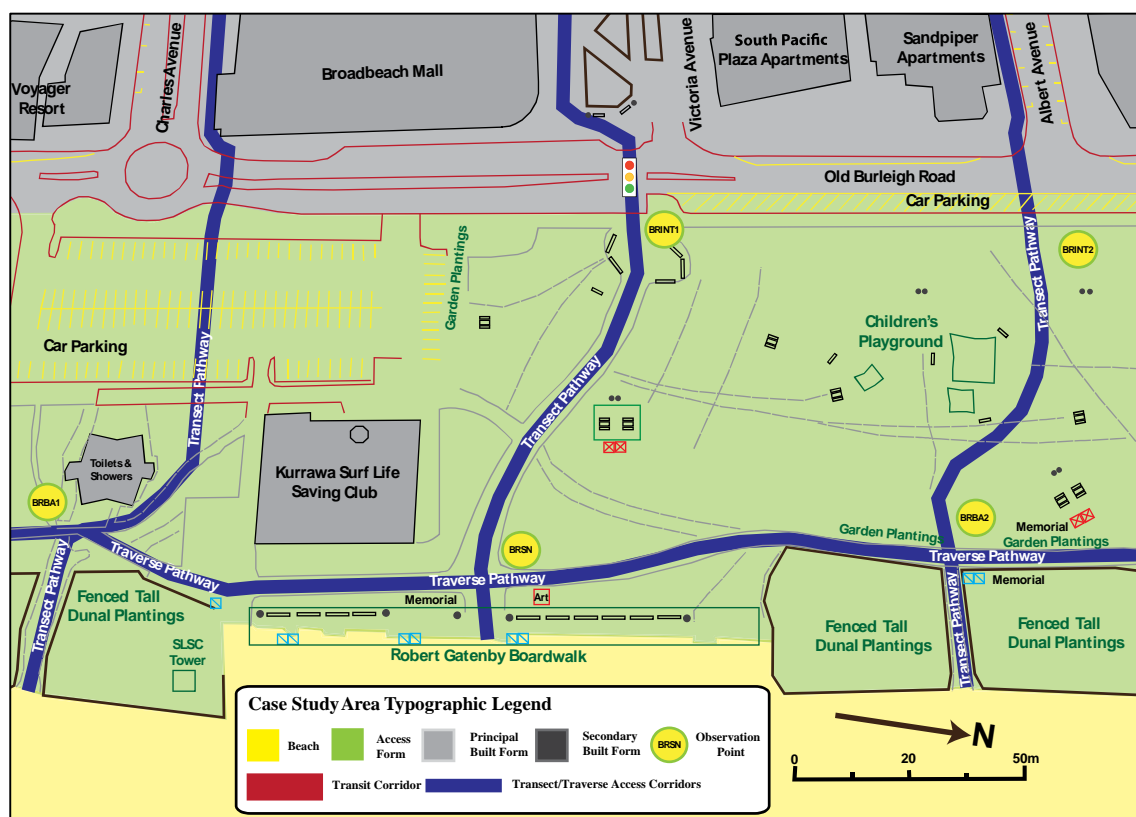 Voyager
Resort
Charles Avenue
Broadbeach Mall
Victoria Avenue
South Pacific
Plaza Apartments
Sandpiper
Apartments
Albert Avenue
Old Burleigh Road
Car Parking
BRINT1
BRINT2
Garden Plantings
Transect Pathway
Children's
Playground
Car Parking
Transect Pathway
Transect Pathway
Toilets &
Showers
Kurrawa Surf Life
Saving Club
BRBA1
BRSN
BRBA2
Memorial
Garden Plantings
Garden Plantings
Traverse Pathway
Traverse Pathway
Traverse Pathway
Transect Pathway
Transect Pathway
Memorial
Fenced Tall
Dunal Plantings
Memorial
Art
Fenced Tall
Dunal Plantings
Fenced Tall
Dunal Plantings
SLSC
Tower
Robert Gatenby Boardwalk
Case Study Area Typographic Legend
Beach
Access
Form
Principal
Built Form
Secondary
Built Form
BRSN
Observation
Point
Transit Corridor
Transect/Traverse Access Corridors
N
0
20
50m